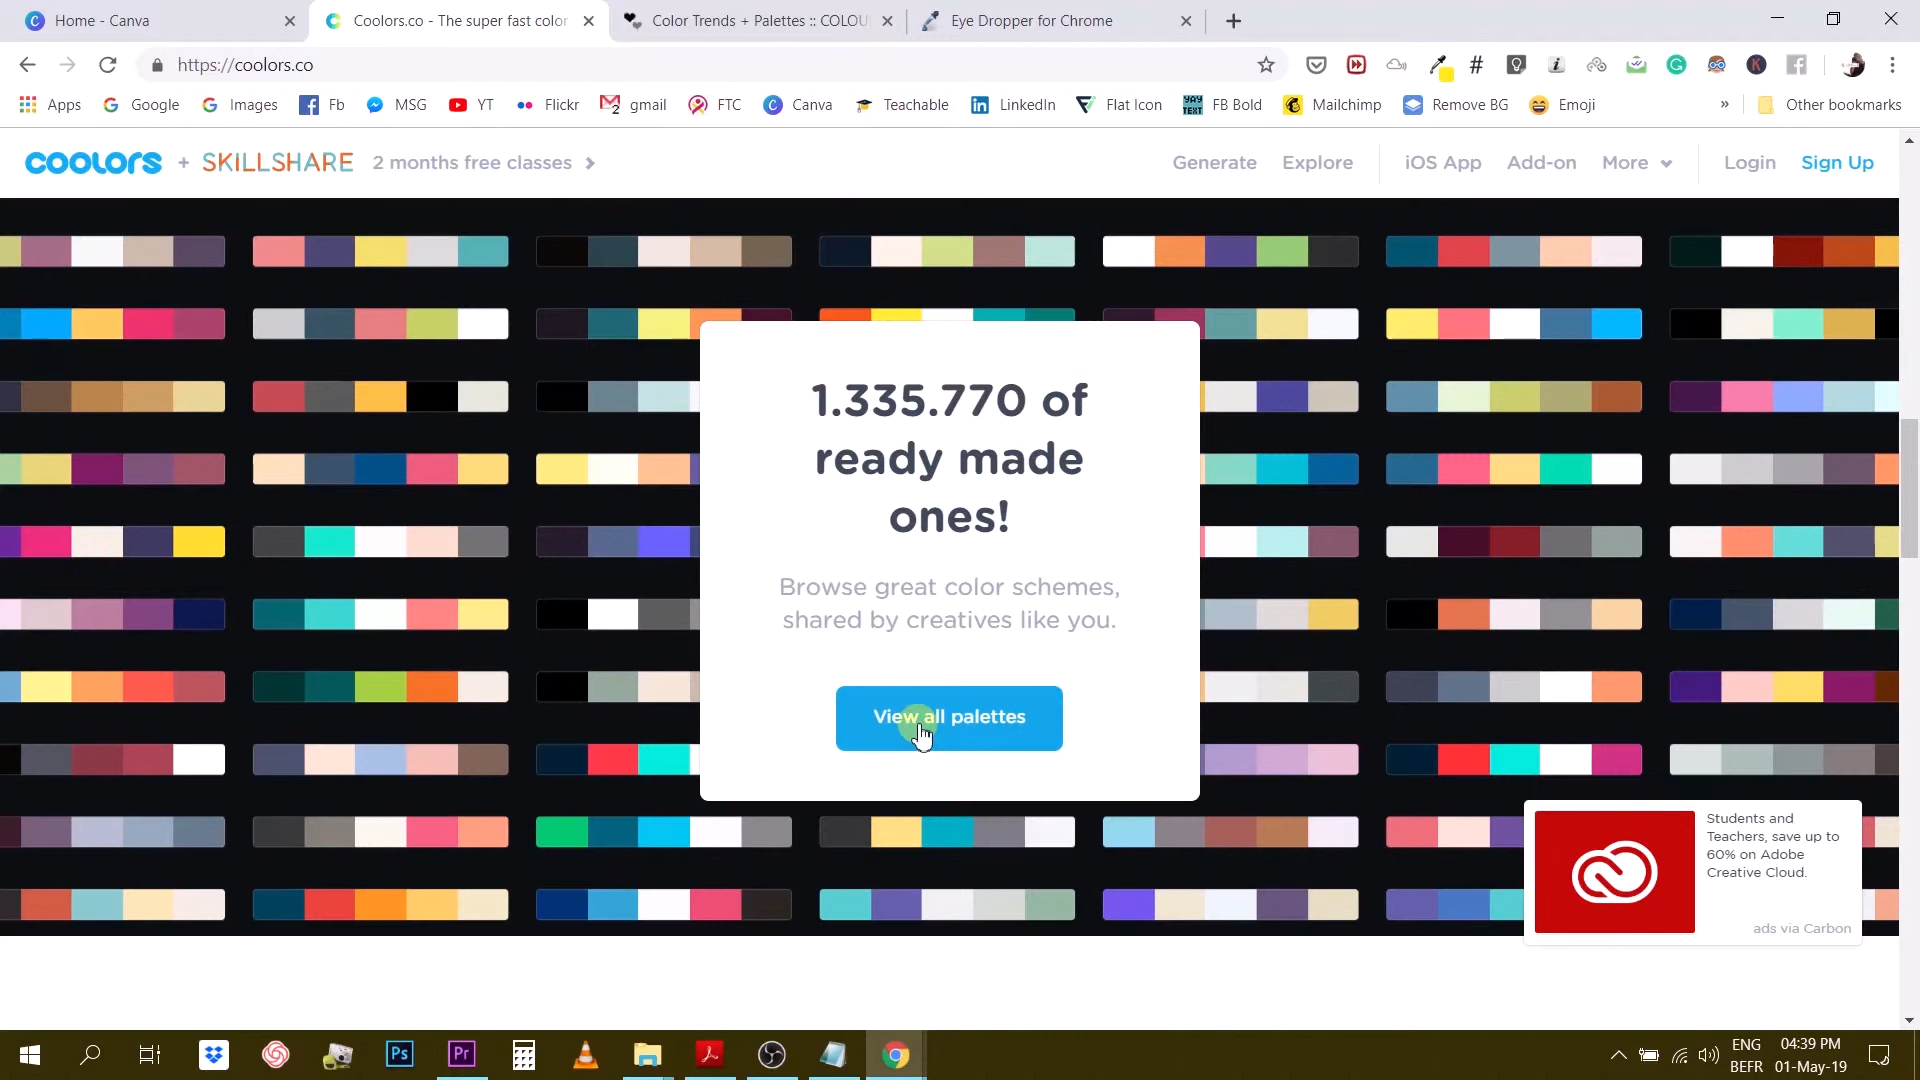 Home - Canva
Coolors.co - The super fast color
Color Trends + Palettes :: COLOU
Eye Dropper for Chrome
https://coolors.co
Apps
Google
Images
Fb
MSG
YT
Flickr
gmail
FTC
Canva
Teachable
LinkedIn
Flat Icon
YAY TEXT
FB Bold
Mailchimp
Remove BG
Emoji
»
Other bookmarks
coolors + SKILLSHARE 2 months free classes
Generate
Explore
iOS App
Add-on
More
Login
Sign Up
1.335.770 of
ready made
ones!
Browse great color schemes,
shared by creatives like you.
View all palettes
Students and
Teachers, save up to
60% on Adobe
Creative Cloud.
ads via Carbon
Ps
Pr
ENG
BEFR
04:39 PM
01-May-19